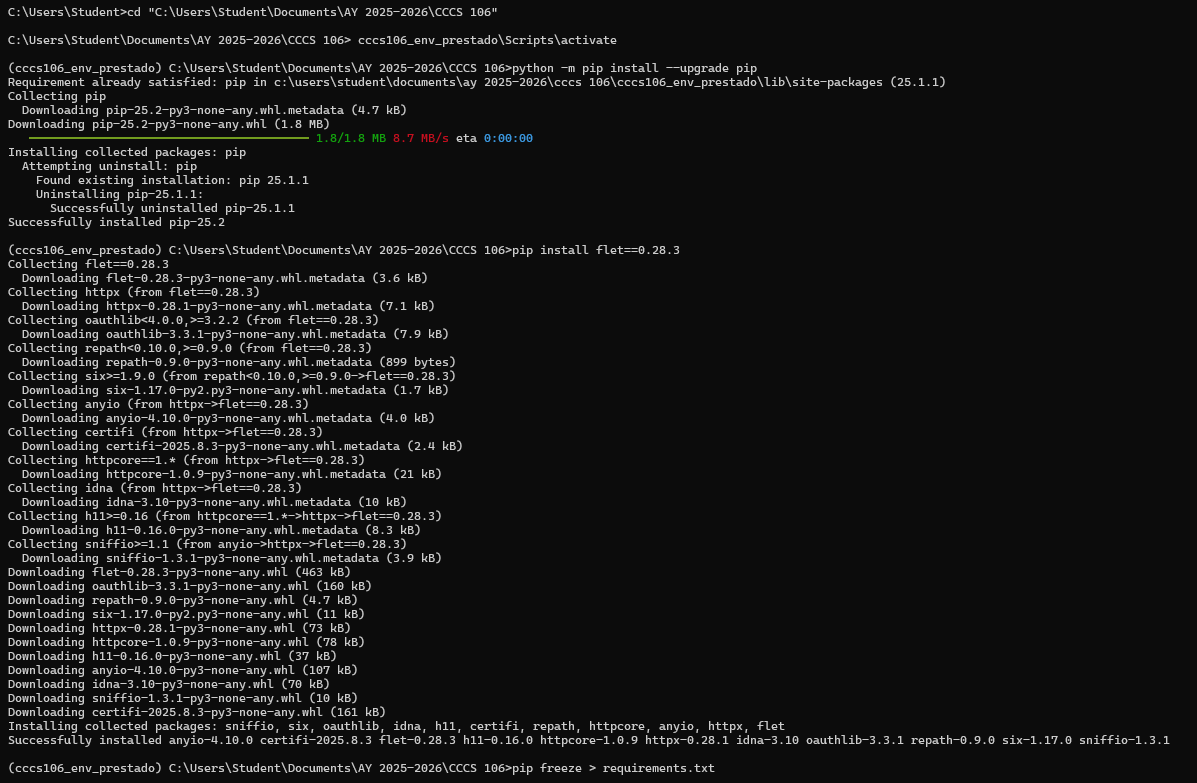 C:\Users\Student>cd "C:\Users\Student\Documents\AY 2025-2026\CCCS 106"
C:\Users\Student\Documents\AY 2025-2026\CCCS 106> cccs106_env_prestado\Scripts\activate
(cccs106_env_prestado) C:\Users\Student\Documents\AY 2025-2026\CCCS 106>python -m pip install --upgrade pip
Requirement already satisfied: pip in c:\users\student\documents\ay 2025-2026\cccs 106\cccs106_env_prestado\lib\site-packages (25.1.1)
Collecting pip
  Downloading pip-25.2-py3-none-any.whl.metadata (4.7 kB)
Downloading pip-25.2-py3-none-any.whl (1.8 MB)
1.8/1.8 MB 8.7 MB/s eta 0:00:00
Installing collected packages: pip
  Attempting uninstall: pip
    Found existing installation: pip 25.1.1
    Uninstalling pip-25.1.1:
      Successfully uninstalled pip-25.1.1
Successfully installed pip-25.2
(cccs106_env_prestado) C:\Users\Student\Documents\AY 2025-2026\CCCS 106>pip install flet==0.28.3
Collecting flet==0.28.3
  Downloading flet-0.28.3-py3-none-any.whl.metadata (3.6 kB)
Collecting httpx (from flet==0.28.3)
  Downloading httpx-0.28.1-py3-none-any.whl.metadata (7.1 kB)
Collecting oauthlib<4.0.0,>=3.2.2 (from flet==0.28.3)
  Downloading oauthlib-3.3.1-py3-none-any.whl.metadata (7.9 kB)
Collecting repath<0.10.0,>=0.9.0 (from flet==0.28.3)
  Downloading repath-0.9.0-py3-none-any.whl.metadata (899 bytes)
Collecting six>=1.9.0 (from repath<0.10.0,>=0.9.0->flet==0.28.3)
  Downloading six-1.17.0-py2.py3-none-any.whl.metadata (1.7 kB)
Collecting anyio (from httpx->flet==0.28.3)
  Downloading anyio-4.10.0-py3-none-any.whl.metadata (4.0 kB)
Collecting certifi (from httpx->flet==0.28.3)
  Downloading certifi-2025.8.3-py3-none-any.whl.metadata (2.4 kB)
Collecting httpcore==1.* (from httpx->flet==0.28.3)
  Downloading httpcore-1.0.9-py3-none-any.whl.metadata (21 kB)
Collecting idna (from httpx->flet==0.28.3)
  Downloading idna-3.10-py3-none-any.whl.metadata (10 kB)
Collecting h11>=0.16 (from httpcore==1.*->httpx->flet==0.28.3)
  Downloading h11-0.16.0-py3-none-any.whl.metadata (8.3 kB)
Collecting sniffio>=1.1 (from anyio->httpx->flet==0.28.3)
  Downloading sniffio-1.3.1-py3-none-any.whl.metadata (3.9 kB)
Downloading flet-0.28.3-py3-none-any.whl (463 kB)
Downloading oauthlib-3.3.1-py3-none-any.whl (160 kB)
Downloading repath-0.9.0-py3-none-any.whl (4.7 kB)
Downloading six-1.17.0-py2.py3-none-any.whl (11 kB)
Downloading httpx-0.28.1-py3-none-any.whl (73 kB)
Downloading httpcore-1.0.9-py3-none-any.whl (78 kB)
Downloading h11-0.16.0-py3-none-any.whl (37 kB)
Downloading anyio-4.10.0-py3-none-any.whl (107 kB)
Downloading idna-3.10-py3-none-any.whl (70 kB)
Downloading sniffio-1.3.1-py3-none-any.whl (10 kB)
Downloading certifi-2025.8.3-py3-none-any.whl (161 kB)
Installing collected packages: sniffio, six, oauthlib, idna, h11, certifi, repath, httpcore, anyio, httpx, flet
Successfully installed anyio-4.10.0 certifi-2025.8.3 flet-0.28.3 h11-0.16.0 httpcore-1.0.9 httpx-0.28.1 idna-3.10 oauthlib-3.3.1 repath-0.9.0 six-1.17.0 sniffio-1.3.1
(cccs106_env_prestado) C:\Users\Student\Documents\AY 2025-2026\CCCS 106>pip freeze > requirements.txt